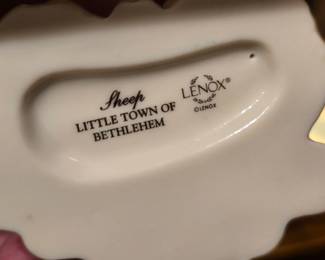 Sheep
LITTLE TOWN OF
BETHLEHEM
LENOX®
©LENOX